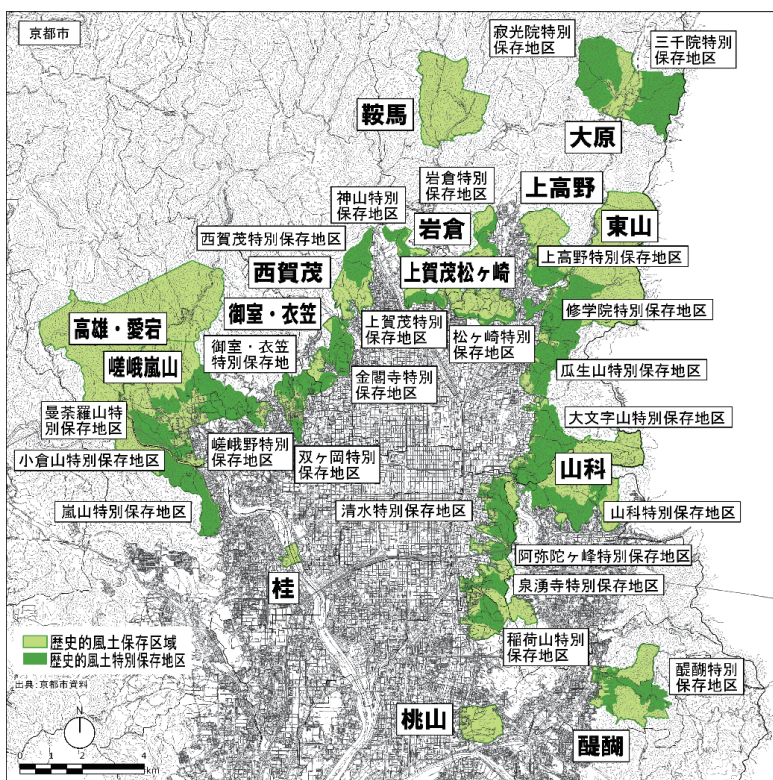 京都市
寂光院特別
保存地区
三千院特別
保存地区
鞍馬
大原
岩倉特別
保存地区
上高野
神山特別
保存地区
岩倉
東山
西賀茂特別保存地区
上賀茂松ヶ崎
上高野特別保存地区
西賀茂
御室・衣笠
修学院特別保存地区
高雄・愛宕
上賀茂特別
保存地区
松ヶ崎特別
保存地区
御室・衣笠
特別保存地
嵯峨嵐山
金閣寺特別
保存地区
瓜生山特別保存地区
曼荼羅山特
別保存地区
大文字山特別保存地区
嵯峨野特別
保存地区
双ヶ岡特別
保存地区
小倉山特別保存地区
山科
嵐山特別保存地区
清水特別保存地区
山科特別保存地区
阿弥陀ヶ峰特別保存地区
桂
泉湧寺特別保存地区
稲荷山特別
保存地区
歴史的風土保存区域
歴史的風土特別保存地区
出典:京都市資料
醍醐特別
保存地区
桃山
醍醐
N
0 1 2 4
km